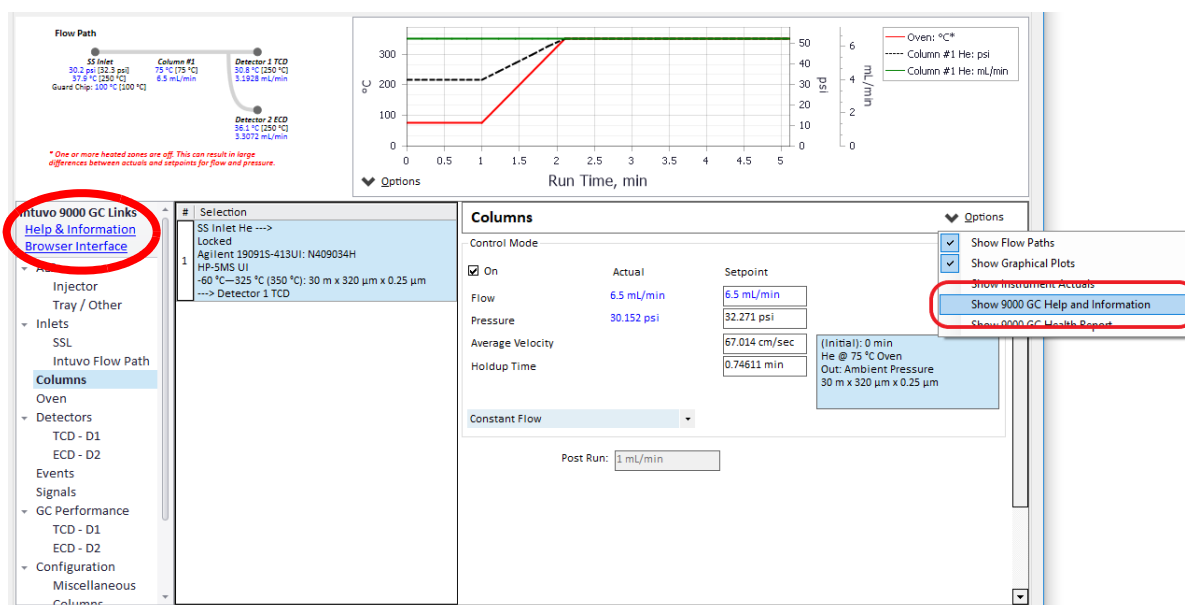 Flow Path
SS Inlet
30.2 psi [32.3 psi]
37.9 °C [250 °C]
Guard Chip: 100 °C [100 °C]
Column #1
75 °C [75 °C]
6.5 mL/min
Detector 1 TCD
30.8 °C [250 °C]
3.1928 mL/min
Detector 2 ECD
36.1 °C [250 °C]
3.3072 mL/min
* One or more heated zones are off. This can result in large
differences between actuals and setpoints for flow and pressure.
300
200
100
0
°C
0 0.5 1 1.5 2 2.5 3 3.5 4 4.5 5
Run Time, min
50
40
30
20
10
0
psi
6
4
2
0
mL/min
Oven: °C*
Column #1 He: psi
Column #1 He: mL/min
Options
Intuvo 9000 GC Links
Help & Information
Browser Interface
Injector
Tray / Other
Inlets
SSL
Intuvo Flow Path
Columns
Oven
Detectors
TCD - D1
ECD - D2
Events
Signals
GC Performance
TCD - D1
ECD - D2
Configuration
Miscellaneous
Columns
# Selection
1
SS Inlet He --->
Locked
Agilent 19091S-413UI: N409034H
HP-5MS UI
-60 °C—325 °C (350 °C): 30 m x 320 µm x 0.25 µm
---> Detector 1 TCD
Columns
Options
Control Mode
On Actual Setpoint
Flow 6.5 mL/min 6.5 mL/min
Pressure 30.152 psi 32.271 psi
Average Velocity 67.014 cm/sec
Holdup Time 0.74611 min
(Initial): 0 min
He @ 75 °C Oven
Out: Ambient Pressure
30 m x 320 µm x 0.25 µm
Constant Flow
Post Run: 1 mL/min
Show Flow Paths
Show Graphical Plots
Show Instrument Actuals
Show 9000 GC Help and Information
Show 9000 GC Health Report